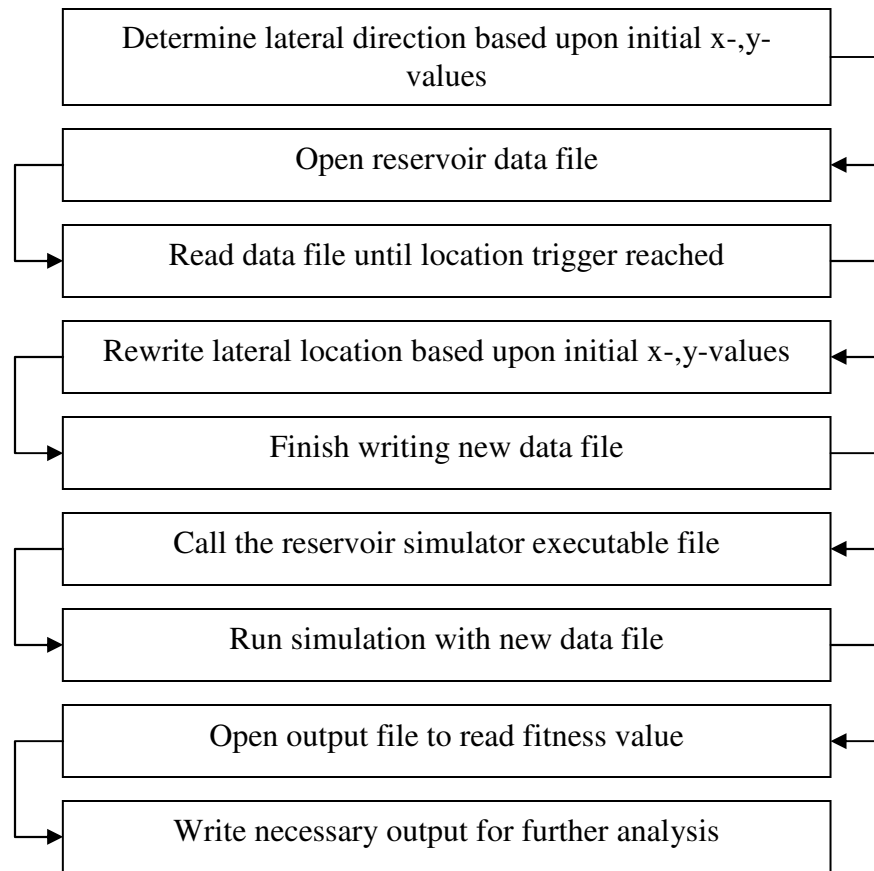 Determine lateral direction based upon initial x-,y-
values
Open reservoir data file
Read data file until location trigger reached
Rewrite lateral location based upon initial x-,y-values
Finish writing new data file
Call the reservoir simulator executable file
Run simulation with new data file
Open output file to read fitness value
Write necessary output for further analysis